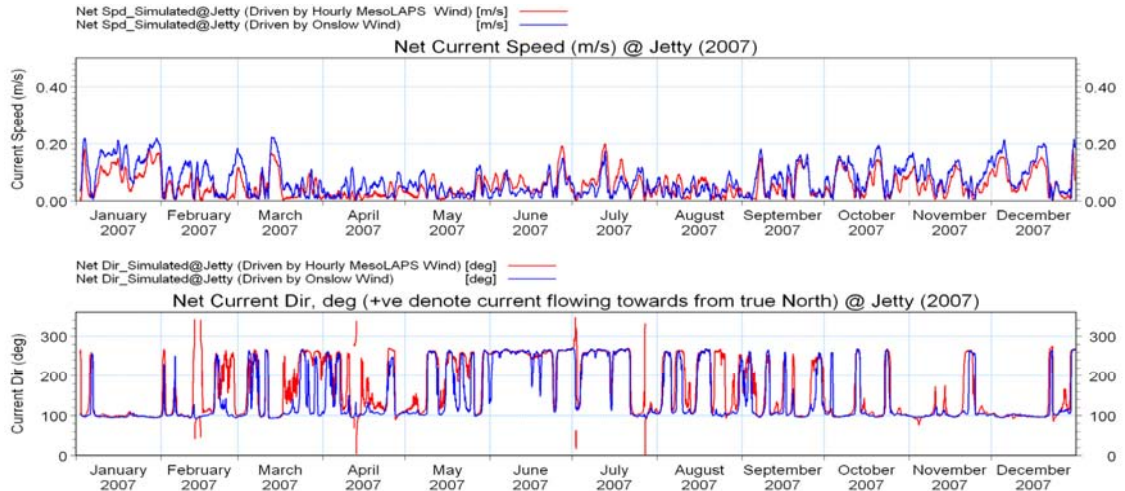 Net Spd_Simulated@Jetty (Driven by Hourly MesoLAPS Wind) [m/s]
Net Spd_Simulated@Jetty (Driven by Onslow Wind) [m/s]
Net Current Speed (m/s) @ Jetty (2007)
Current Speed (m/s)
0.40 0.40
0.20 0.20
0.00 0.00
January February March April May June July August September October November December
2007 2007 2007 2007 2007 2007 2007 2007 2007 2007 2007 2007
Net Dir_Simulated@Jetty (Driven by Hourly MesoLAPS Wind) [deg]
Net Dir_Simulated@Jetty (Driven by Onslow Wind) [deg]
Net Current Dir, deg (+ve denote current flowing towards from true North) @ Jetty (2007)
Current Dir (deg)
300 300
200 200
100 100
0 0
January February March April May June July August September October November December
2007 2007 2007 2007 2007 2007 2007 2007 2007 2007 2007 2007